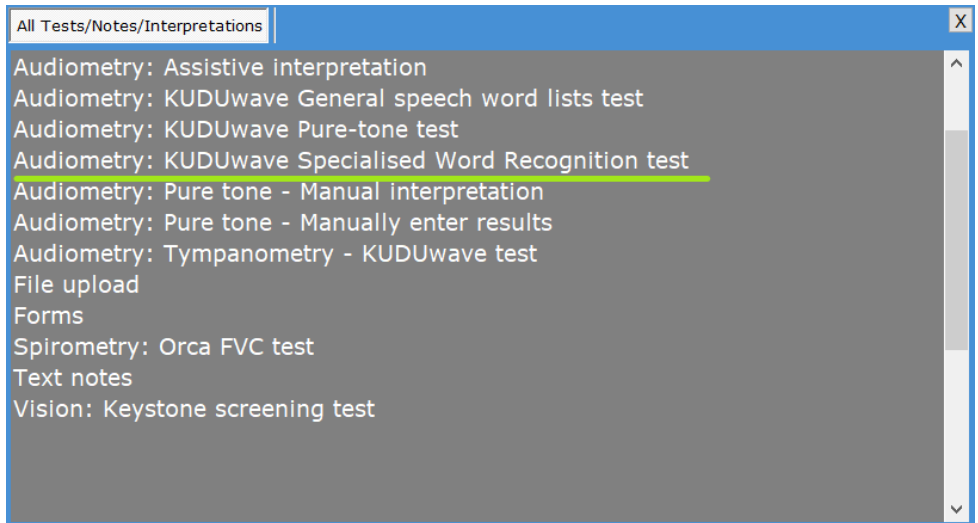 All Tests/Notes/Interpretations
X
Audiometry: Assistive interpretation
Audiometry: KUDUwave General speech word lists test
Audiometry: KUDUwave Pure-tone test
Audiometry: KUDUwave Specialised Word Recognition test
Audiometry: Pure tone - Manual interpretation
Audiometry: Pure tone - Manually enter results
Audiometry: Tympanometry - KUDUwave test
File upload
Forms
Spirometry: Orca FVC test
Text notes
Vision: Keystone screening test